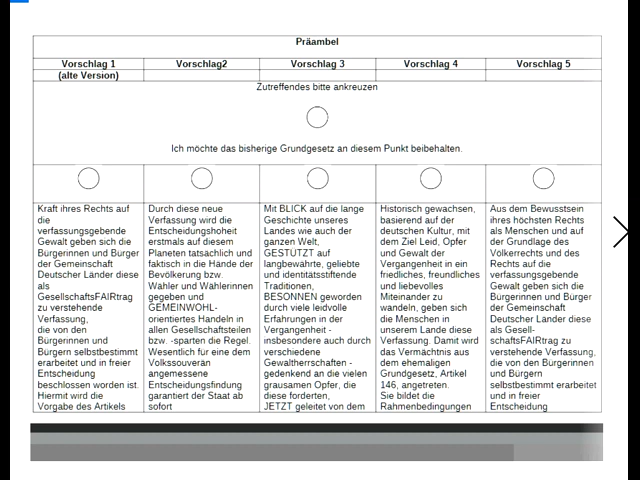 Präambel
Vorschlag 1
Vorschlag2
Vorschlag 3
Vorschlag 4
Vorschlag 5
(alte Version)
Zutreffendes bitte ankreuzen
Ich möchte das bisherige Grundgesetz an diesem Punkt beibehalten.
Kraft ihres Rechts auf
die
verfassungsgebende
Gewalt geben sich die
Bürgerinnen und Bürger
der Gemeinschaft
Deutscher Länder diese
als
GesellschaftsFAIRtrag
zu verstehende
Verfassung,
die von den
Bürgerinnen und
Bürgern selbstbestimmt
erarbeitet und in freier
Entscheidung
beschlossen worden ist.
Hiermit wird die
Vorgabe des Artikels
Durch diese neue
Verfassung wird die
Entscheidungshoheit
erstmals auf diesem
Planeten tatsächlich und
faktisch in die Hände der
Bevölkerung bzw.
Wähler und Wählerinnen
gegeben und
GEMEINWOHL-
orientiertes Handeln in
allen Gesellschaftsteilen
bzw. -sparten die Regel.
Wesentlich für eine dem
Volkssouverän
angemessene
Entscheidungsfindung
garantiert der Staat ab
sofort
Mit BLICK auf die lange
Geschichte unseres
Landes wie auch der
ganzen Welt,
GESTÜTZT auf
langbewährte, geliebte
und identitätsstiftende
Traditionen,
BESONNEN geworden
durch viele leidvolle
Erfahrungen in der
Vergangenheit -
insbesondere auch durch
verschiedene
Gewaltherrschaften -
gedenkend an die vielen
grausamen Opfer, die
diese forderten,
JETZT geleitet von dem
Historisch gewachsen,
basierend auf der
deutschen Kultur, mit
dem Ziel Leid, Opfer
und Gewalt der
Vergangenheit in ein
friedliches, freundliches
und liebevolles
Miteinander zu
wandeln, geben sich
die Menschen in
unserem Lande diese
Verfassung. Damit wird
das Vermächtnis aus
dem ehemaligen
Grundgesetz, Artikel
146, angetreten.
Sie bildet die
Rahmenbedingungen
Aus dem Bewusstsein
ihres höchsten Rechts
als Menschen und auf
der Grundlage des
Völkerrechts und des
Rechts auf die
verfassungsgebende
Gewalt geben sich die
Bürgerinnen und Bürger
der Gemeinschaft
Deutscher Länder diese
als Gesell-
schaftsFAIRtrag zu
verstehende Verfassung,
die von den Bürgerinnen
und Bürgern
selbstbestimmt erarbeitet
und in freier
Entscheidung